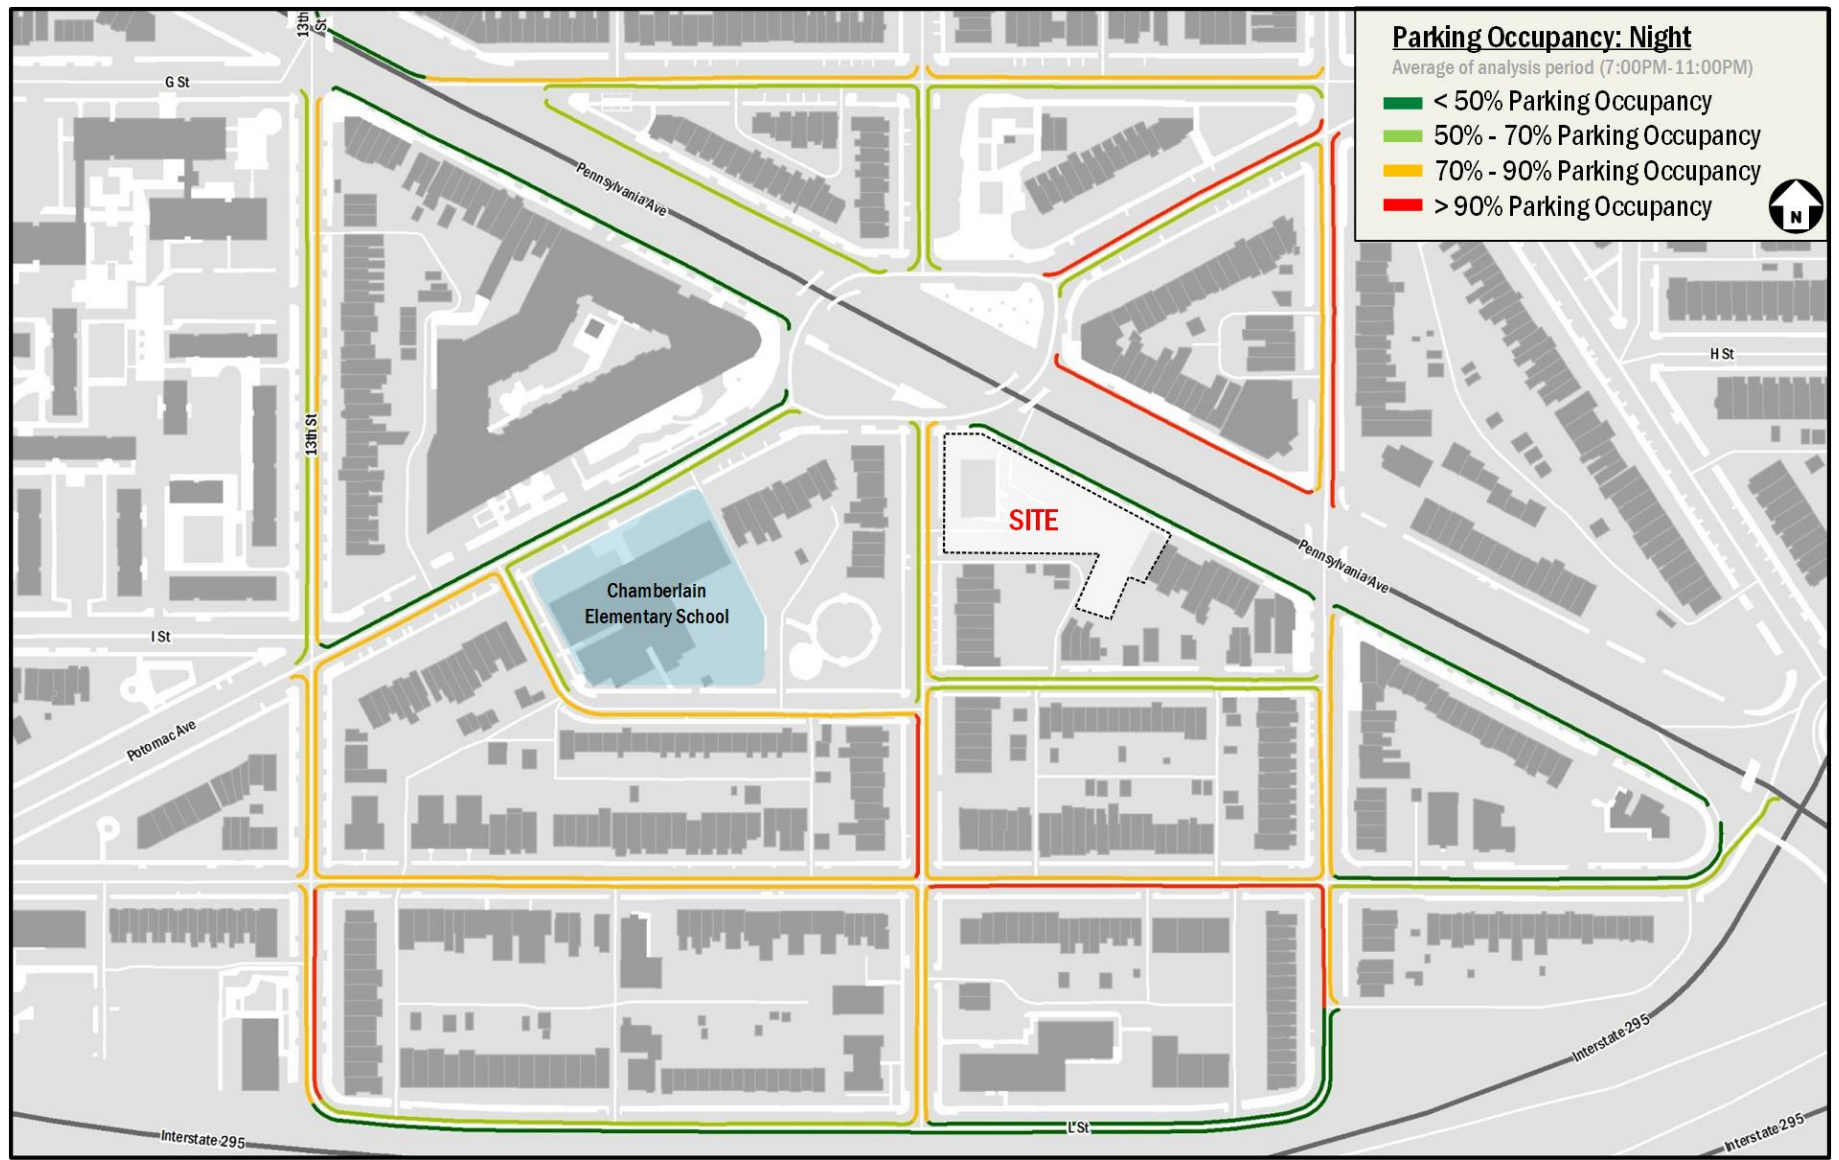 Parking Occupancy: Night
Average of analysis period (7:00PM-11:00PM)
< 50% Parking Occupancy
50% - 70% Parking Occupancy
70% - 90% Parking Occupancy
> 90% Parking Occupancy
N
13th St
G St
Pennsylvania Ave
H St
13th St
SITE
Pennsylvania Ave
Chamberlain
Elementary School
I St
Potomac Ave
Interstate 295
L St
Interstate 295
Interstate 295